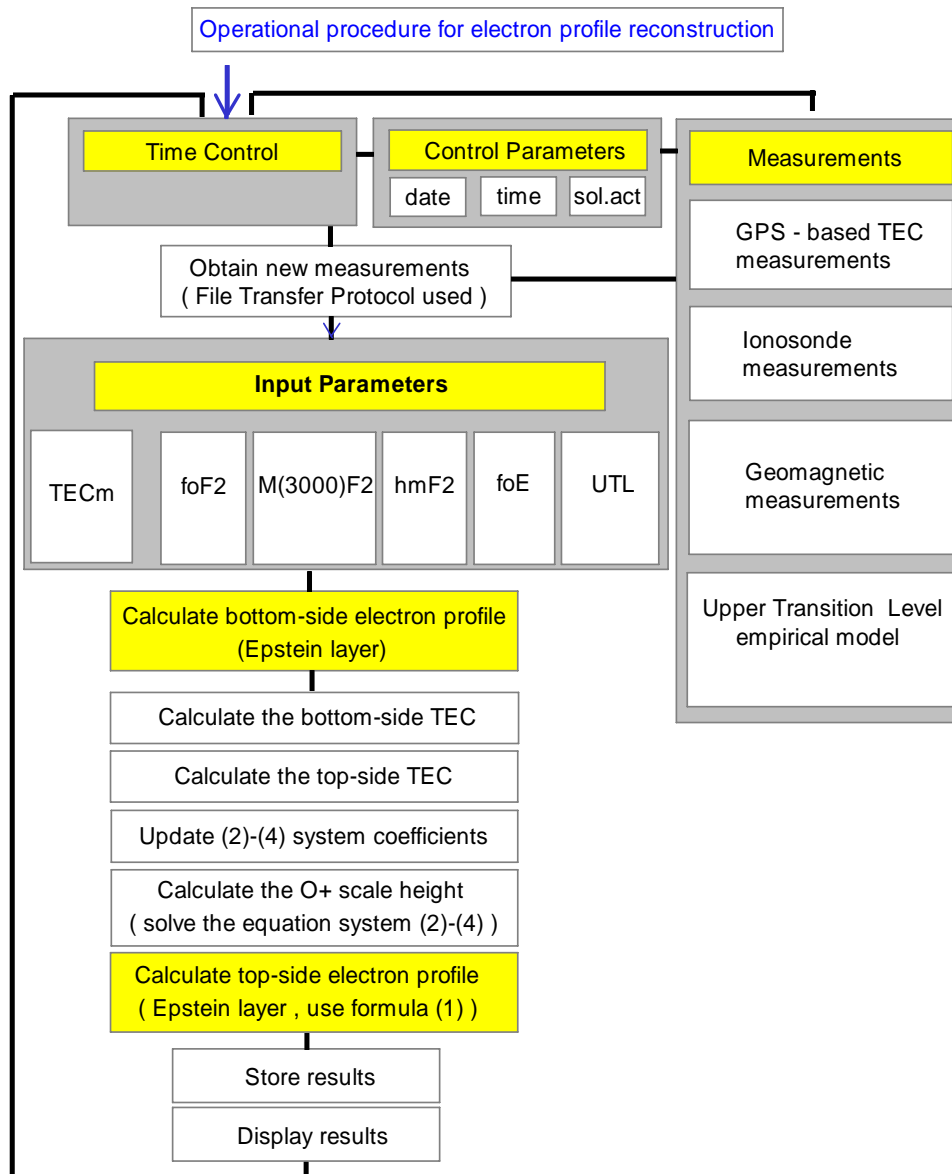 Operational procedure for electron profile reconstruction
Time Control
Control Parameters
date
time
sol.act
Measurements
GPS - based TEC
measurements
Ionosonde
measurements
Geomagnetic
measurements
Upper Transition Level
empirical model
Obtain new measurements
( File Transfer Protocol used )
Input Parameters
TECm
foF2
M(3000)F2
hmF2
foE
UTL
Calculate bottom-side electron profile
(Epstein layer)
Calculate the bottom-side TEC
Calculate the top-side TEC
Update (2)-(4) system coefficients
Calculate the O+ scale height
( solve the equation system (2)-(4) )
Calculate top-side electron profile
( Epstein layer , use formula (1) )
Store results
Display results